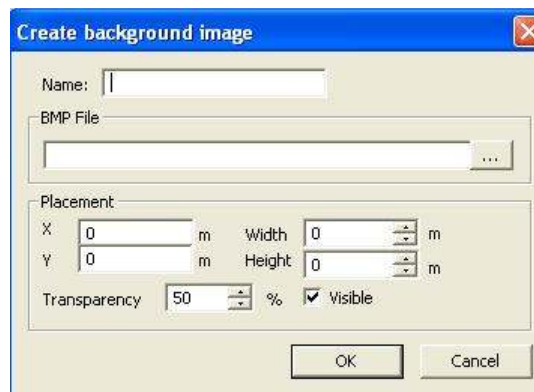 Create background image
Name:
BMP File
...
Placement
X 0 m Width 0 m
Y 0 m Height 0 m
Transparency 50 % Visible
OK Cancel